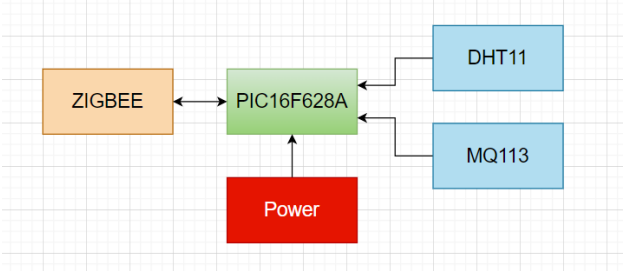 DHT11
ZIGBEE
PIC16F628A
MQ113
Power